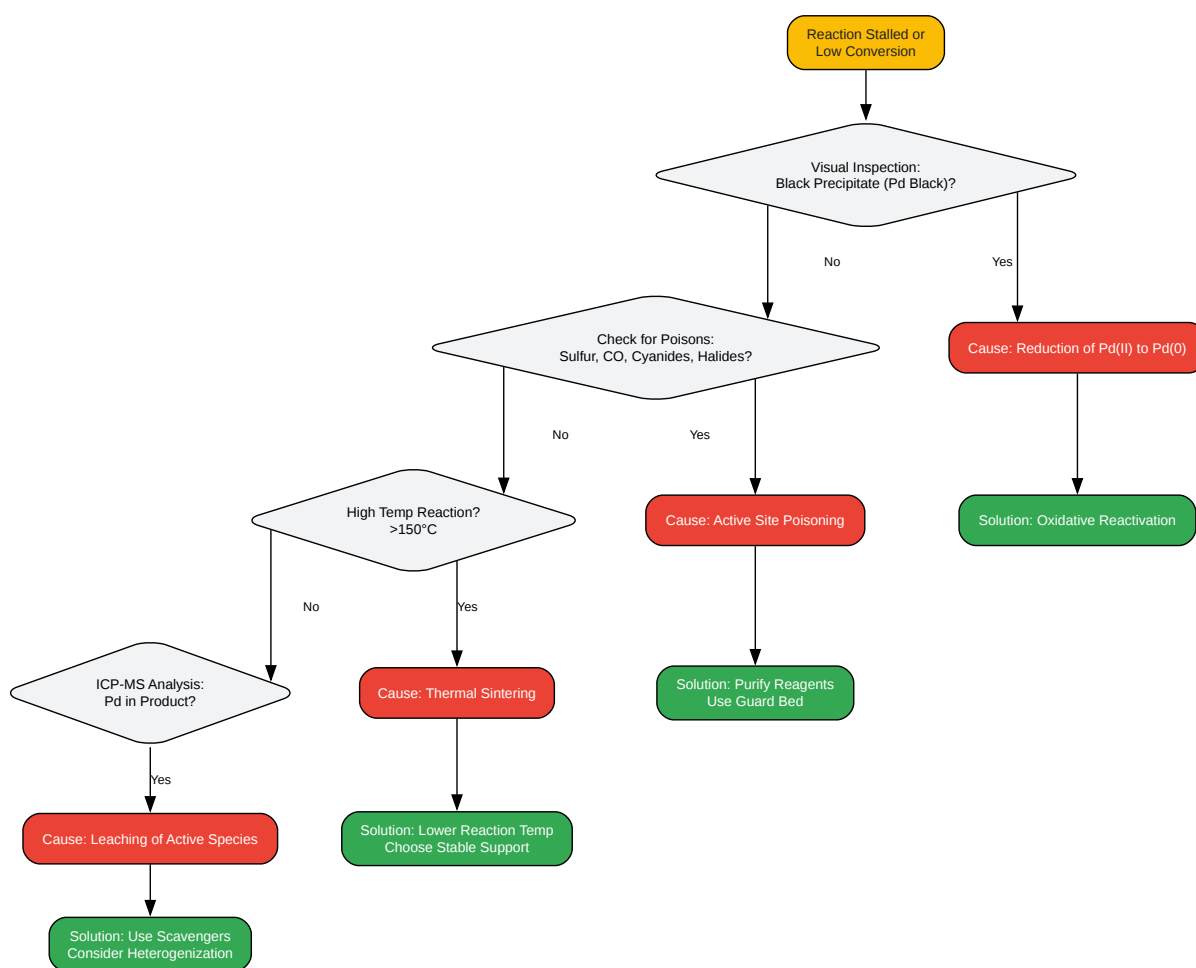 Reaction Stalled or
Low Conversion
Visual Inspection:
Black Precipitate (Pd Black)?
No
Yes
Check for Poisons:
Sulfur, CO, Cyanides, Halides?
Cause: Reduction of Pd(II) to Pd(0)
No
Yes
High Temp Reaction?
>150°C
Cause: Active Site Poisoning
Solution: Oxidative Reactivation
No
Yes
ICP-MS Analysis:
Pd in Product?
Cause: Thermal Sintering
Solution: Purify Reagents
Use Guard Bed
Yes
Cause: Leaching of Active Species
Solution: Lower Reaction Temp
Choose Stable Support
Solution: Use Scavengers
Consider Heterogenization